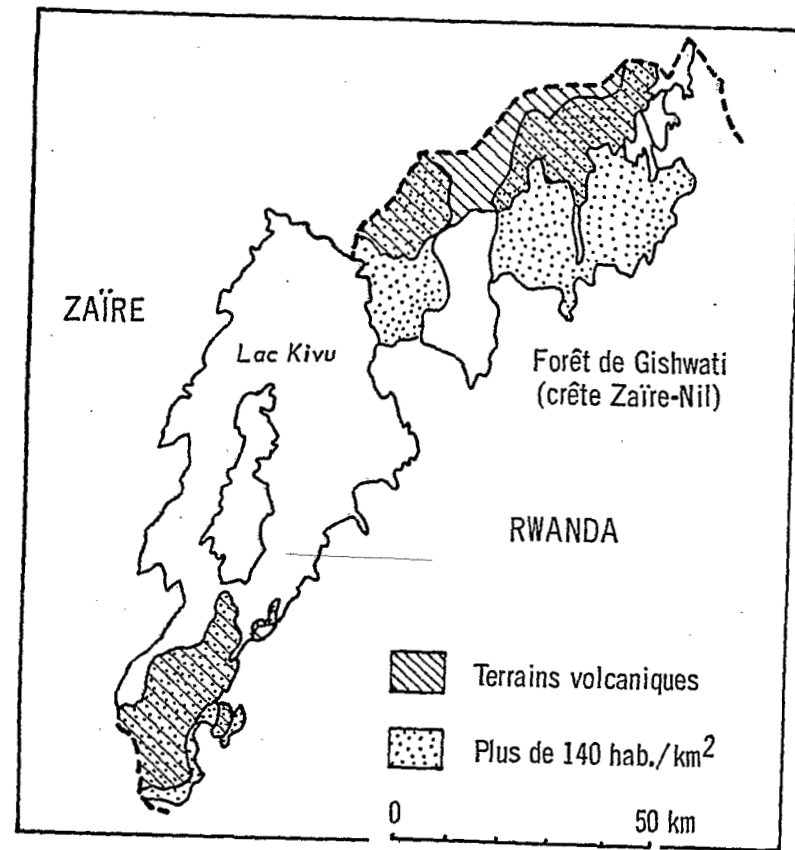 ZAÏRE
Lac Kivu
Forêt de Gishwati
(crête Zaïre-Nil)
RWANDA
Terrains volcaniques
Plus de 140 hab./km²
0 50 km